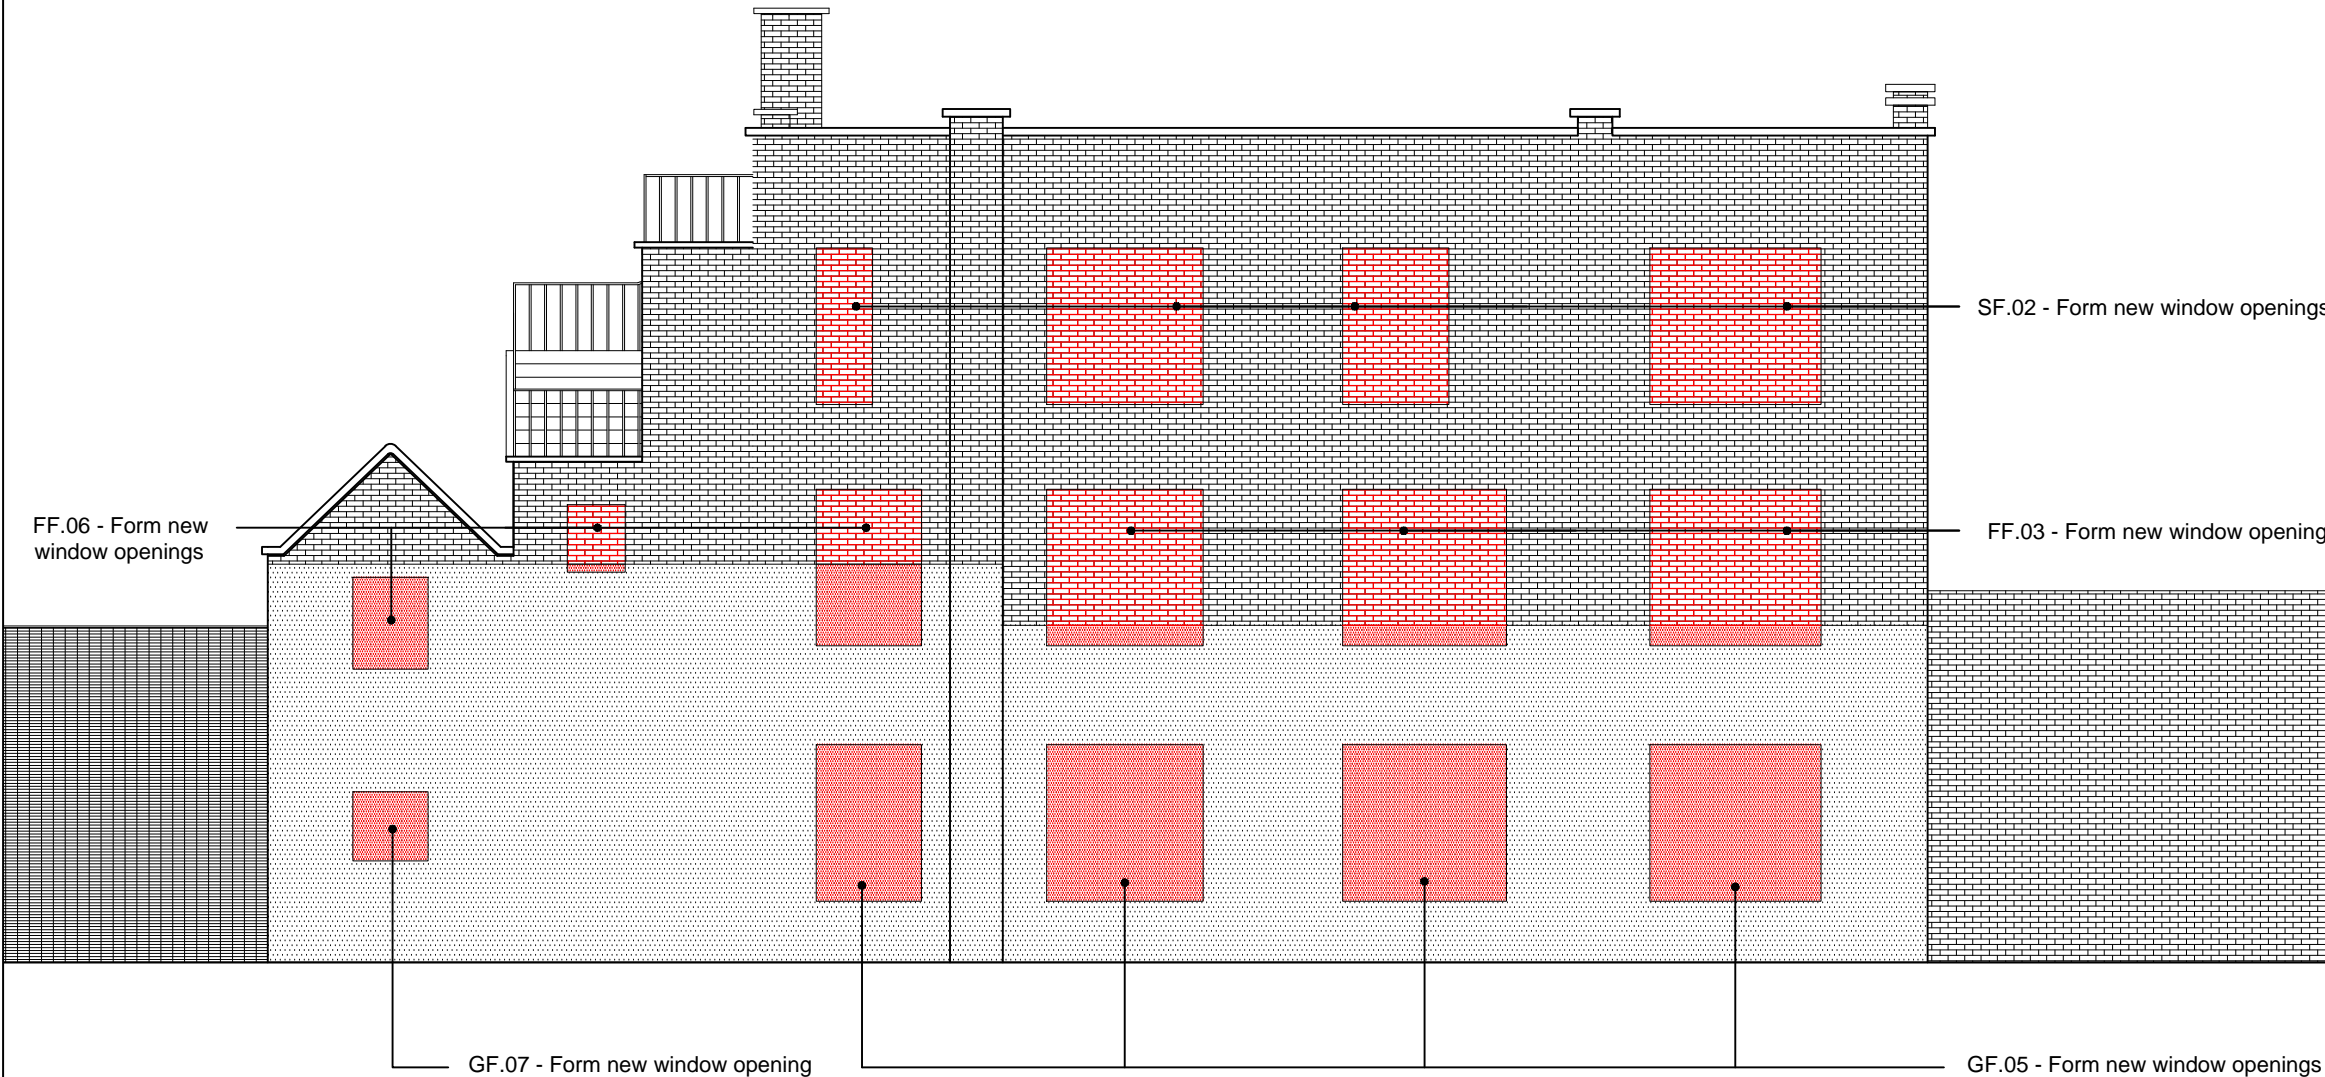 SF.02 - Form new window openings
FF.06 - Form new
window openings
FF.03 - Form new window opening
GF.07 - Form new window opening
GF.05 - Form new window openings